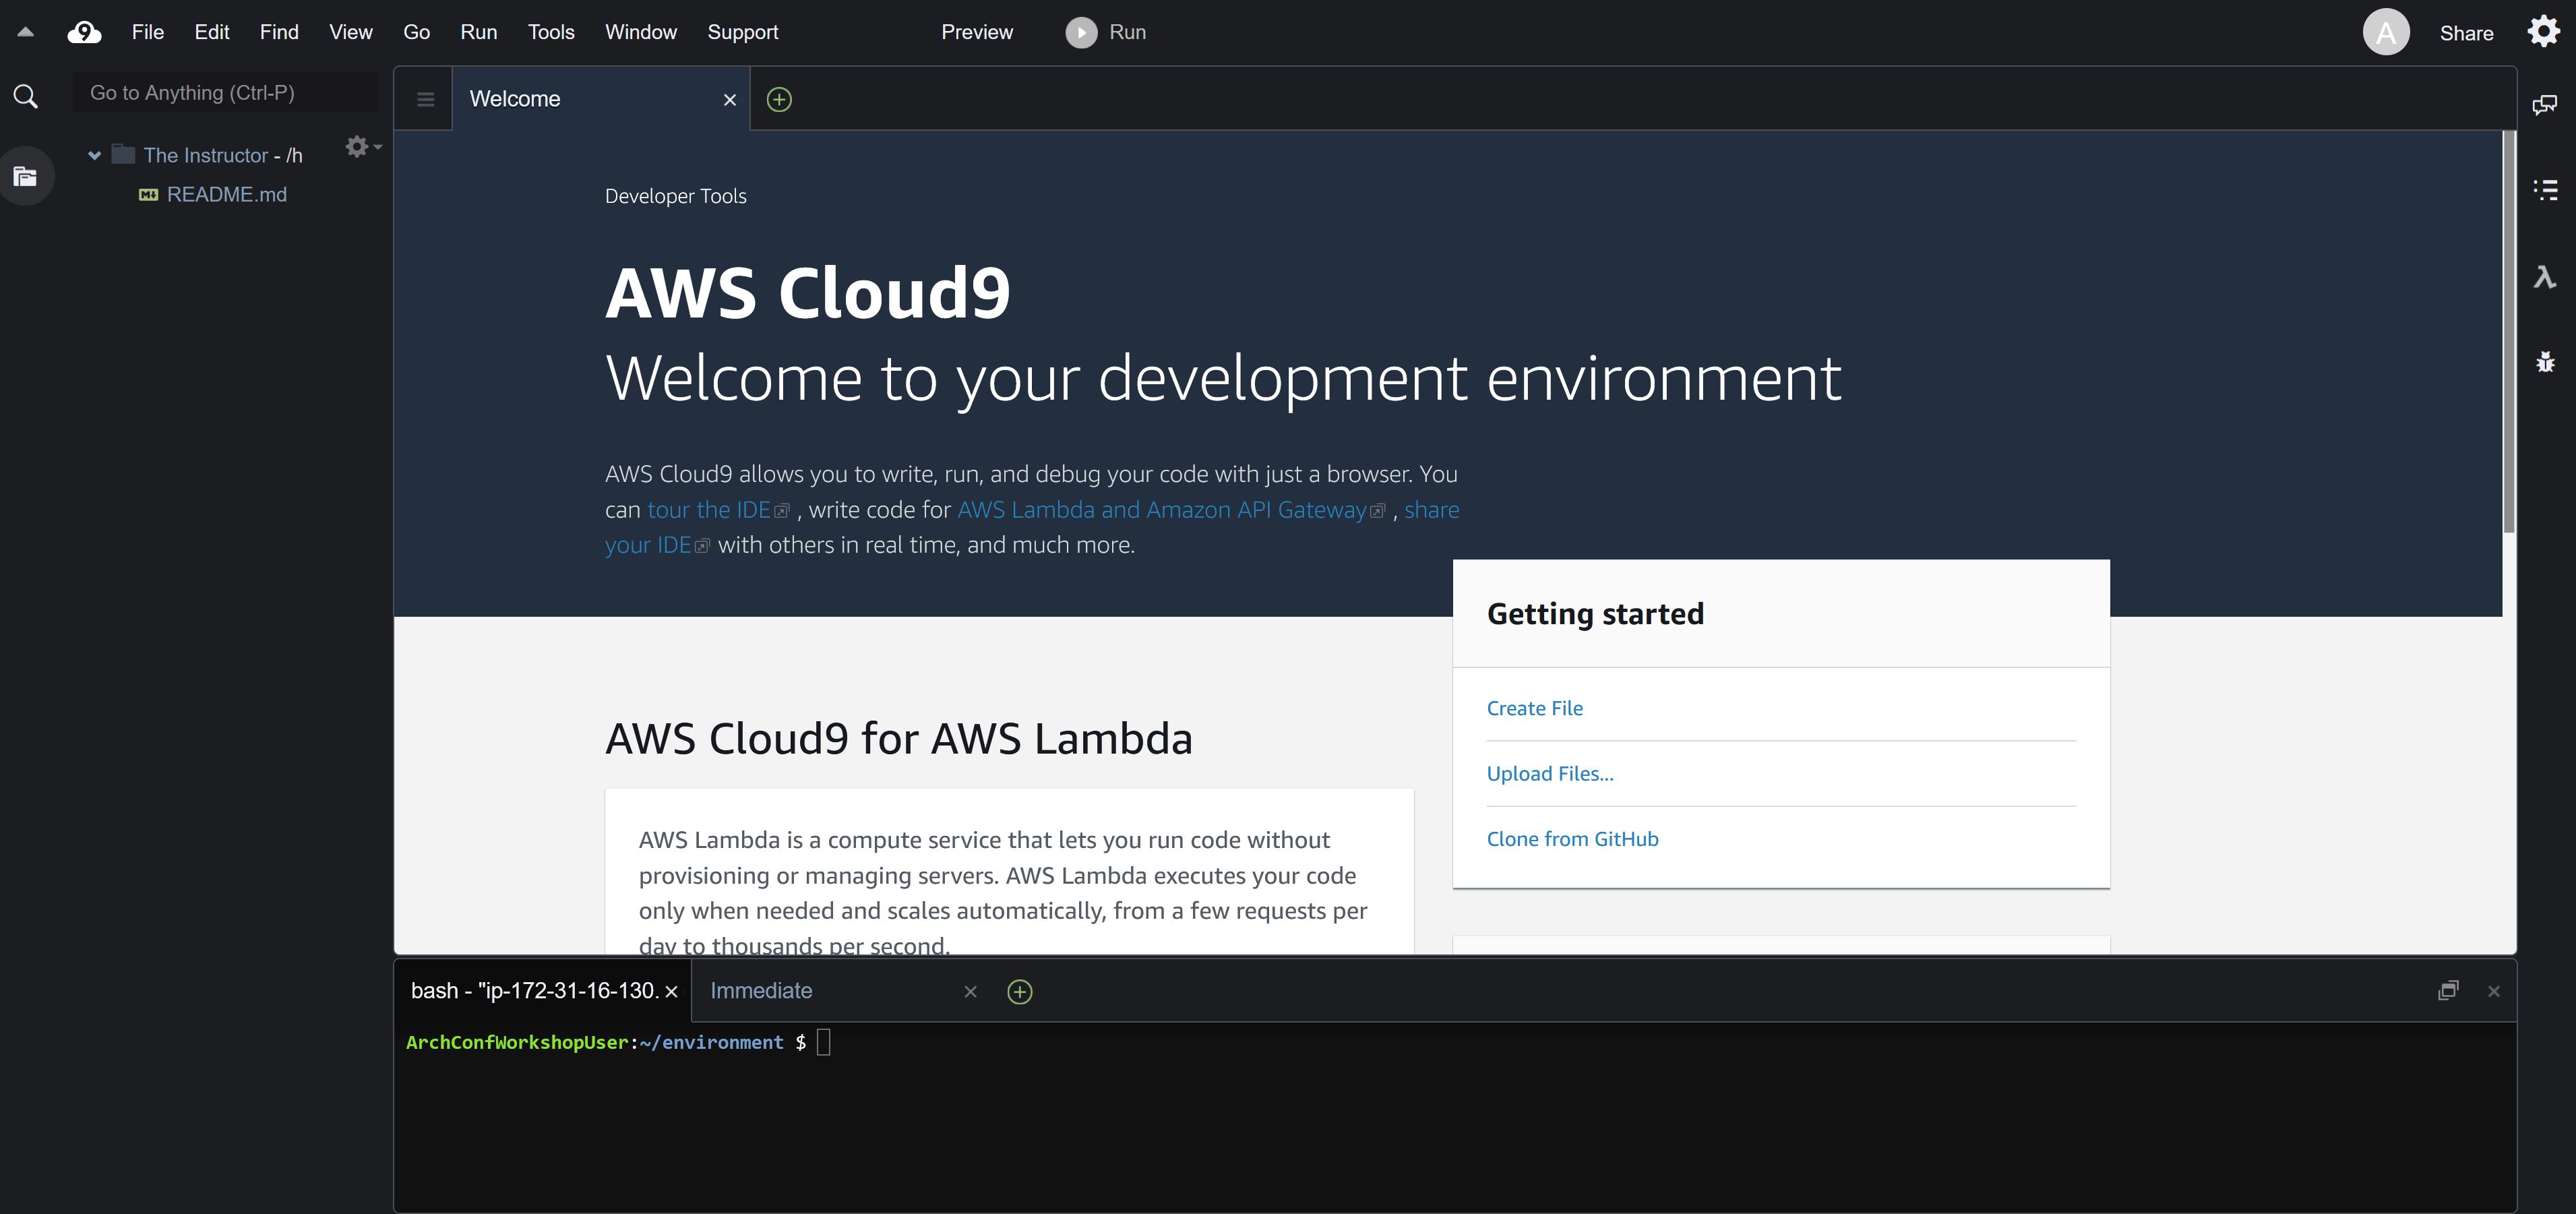 9 File Edit Find View Go Run Tools Window Support Preview Run A Share
Go to Anything (Ctrl-P)
The Instructor - /h
M↓ README.md
Welcome
Developer Tools
AWS Cloud9
Welcome to your development environment
AWS Cloud9 allows you to write, run, and debug your code with just a browser. You
can tour the IDE , write code for AWS Lambda and Amazon API Gateway , share
your IDE with others in real time, and much more.
Getting started
Create File
Upload Files...
Clone from GitHub
AWS Cloud9 for AWS Lambda
AWS Lambda is a compute service that lets you run code without
provisioning or managing servers. AWS Lambda executes your code
only when needed and scales automatically, from a few requests per
day to thousands per second.
bash - "ip-172-31-16-130. Immediate
ArchConfWorkshopUser:~/environment $